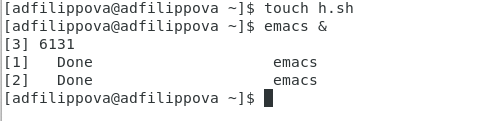 [adfilippova@adfilippova ~]$ touch h.sh
[adfilippova@adfilippova ~]$ emacs &
[3] 6131
[1]   Done                    emacs
[2]   Done                    emacs
[adfilippova@adfilippova ~]$